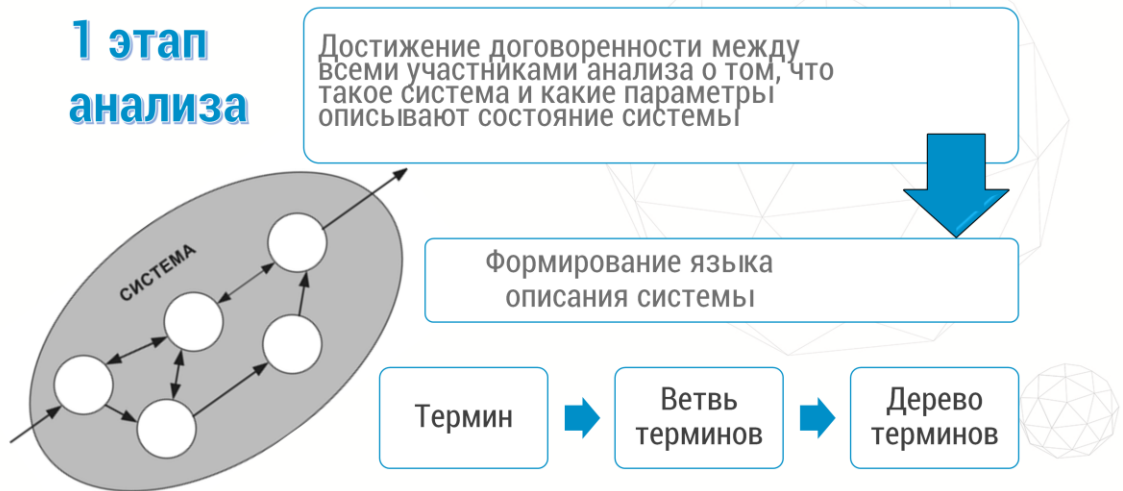 1 этап
анализа
Достижение договоренности между
всеми участниками анализа о том, что
такое система и какие параметры
описывают состояние системы
Формирование языка
описания системы
СИСТЕМА
Термин
Ветвь
терминов
Дерево
терминов